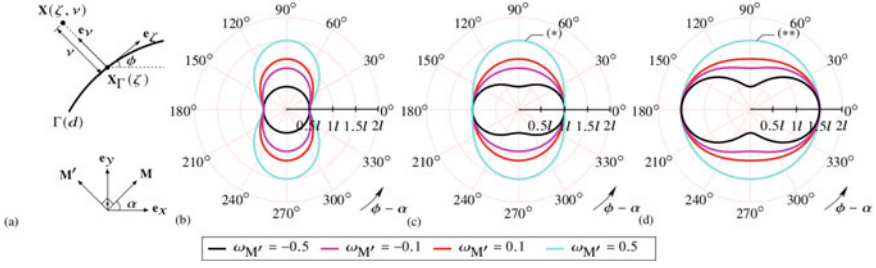 X(ζ, ν)
e_ν
e_ζ
ν
ϕ
X_Γ(ζ)
Γ(d)
e_y
M′
M
α
e_x
(a)
90°
120°
60°
150°
30°
180°
0°
0.5l 1l 1.5l 2l
210°
330°
240°
300°
270°
ϕ − α
(b)
90°
120°
60°
(*)
150°
30°
180°
0°
0.5l 1l 1.5l 2l
210°
330°
240°
300°
270°
ϕ − α
(c)
90°
120°
60°
(**)
150°
30°
180°
0°
0.5l 1l 1.5l 2l
210°
330°
240°
300°
270°
ϕ − α
(d)
ω_M′ = −0.5 ω_M′ = −0.1 ω_M′ = 0.1 ω_M′ = 0.5